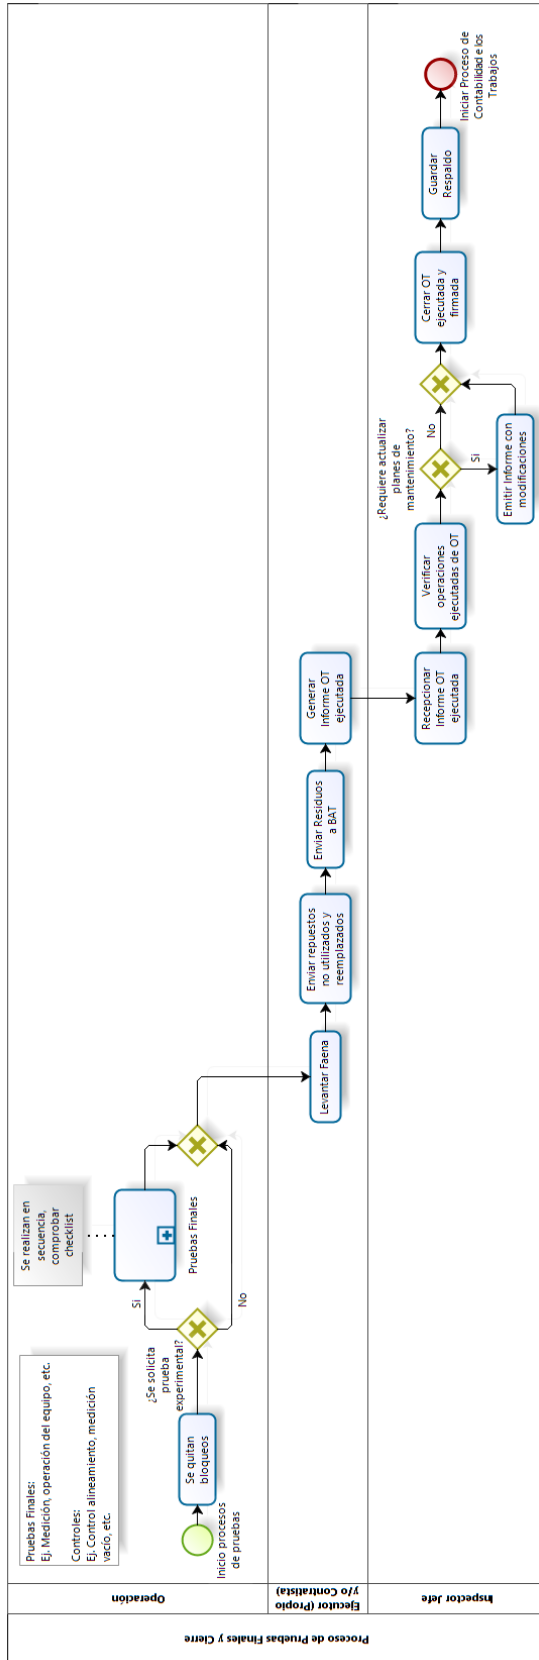 Proceso de Pruebas Finales y Cierre
Operación
Pruebas Finales:
Ej. Medición, operación del equipo, etc.
Controles:
Ej. Control alineamiento, medición
vacío, etc.
Inicio procesos
de pruebas
Se quitan
bloqueos
¿Se solicita
prueba
experimental?
Si
No
Se realizan en
secuencia,
comprobar
checklist
Pruebas Finales
Ejecutor (Propio
y/o Contratista)
Levantar Faena
Enviar repuestos
no utilizados y
reemplazados
Enviar Residuos
a BAT
Generar
Informe OT
ejecutada
Inspector Jefe
Recepcionar
Informe OT
ejecutada
Verificar
operaciones
ejecutadas de OT
¿Requiere actualizar
planes de
mantenimiento?
No
Si
Emitir Informe con
modificaciones
Cerrar OT
ejecutada y
firmada
Guardar
Respaldo
Iniciar Proceso de
Contabilidad e los
Trabajos